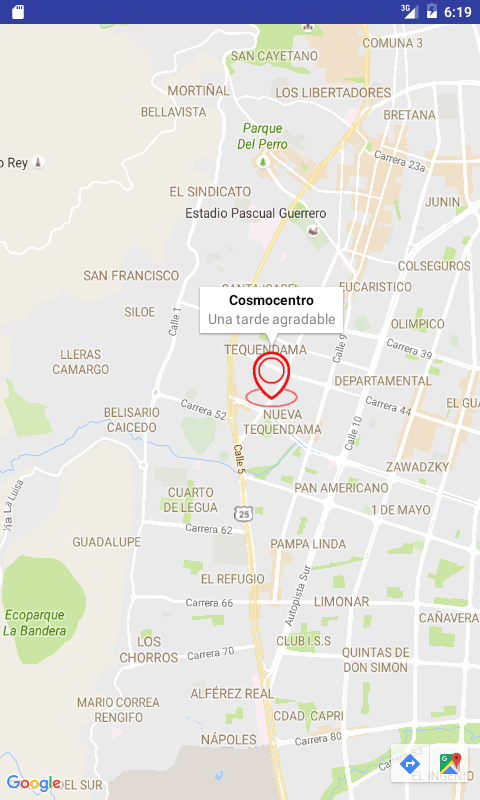 3G 6:19
COMUNA 3
SAN CAYETANO
MORTIÑAL
LOS LIBERTADORES
BELLAVISTA
BRETANA
Parque
Del Perro
Carrera 23a
o Rey
EL SINDICATO
JUNIN
Estadio Pascual Guerrero
COLSEGUROS
SAN FRANCISCO
EUCARISTICO
Cosmocentro
Una tarde agradable
SILOE
Calle 1
OLIMPICO
Calle 9
TEQUENDAMA
LLERAS
CAMARGO
Carrera 39
DEPARTAMENTAL
BELISARIO
CAICEDO
Carrera 52
NUEVA
TEQUENDAMA
Carrera 44
EL GUA
Calle 10
Calle 5
ZAWADZKY
Vía La Luisa
CUARTO
DE LEGUA
PAN AMERICANO
25
1 DE MAYO
Carrera 62
GUADALUPE
PAMPA LINDA
EL REFUGIO
Autopista Sur
Carrera 66
LIMONAR
Ecoparque
La Bandera
CAÑAVERA
LOS
CHORROS
CLUB I.S.S
Carrera 70
QUINTAS DE
DON SIMON
ALFÉREZ REAL
MARIO CORREA
RENGIFO
CDAD. CAPRI
NÁPOLES
Carrera 80
Google
DEL SUR
EL INGENIO